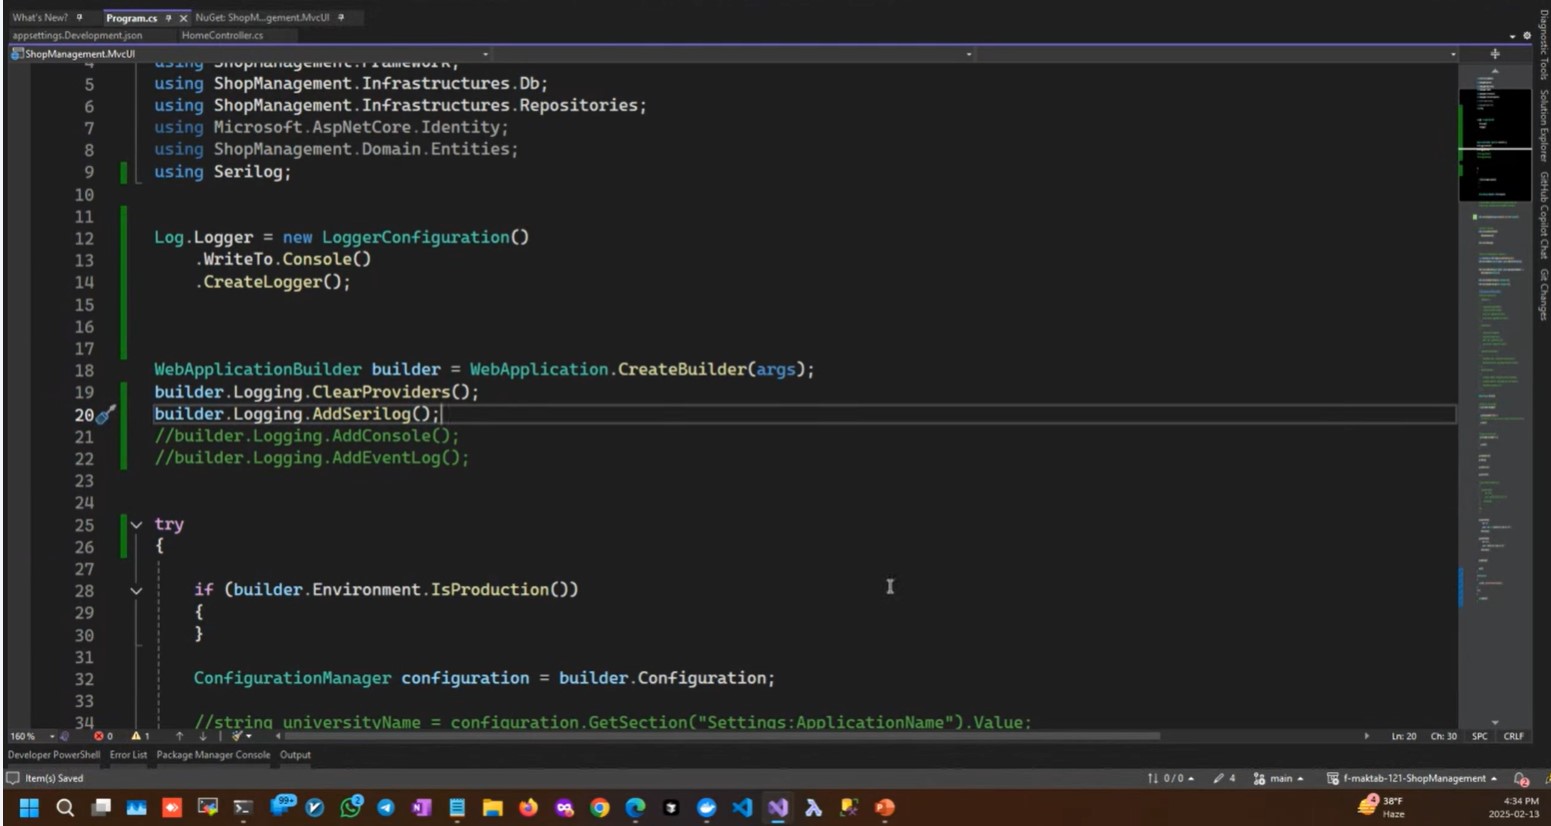 What's New?
Program.cs
NuGet: ShopM...gement.MvcUI
appsettings.Development.json
HomeController.cs
ShopManagement.MvcUI
4 using ShopManagement.Framework;
5 using ShopManagement.Infrastructures.Db;
6 using ShopManagement.Infrastructures.Repositories;
7 using Microsoft.AspNetCore.Identity;
8 using ShopManagement.Domain.Entities;
9 using Serilog;
10
11
12 Log.Logger = new LoggerConfiguration()
13 .WriteTo.Console()
14 .CreateLogger();
15
16
17
18 WebApplicationBuilder builder = WebApplication.CreateBuilder(args);
19 builder.Logging.ClearProviders();
20 builder.Logging.AddSerilog();
21 //builder.Logging.AddConsole();
22 //builder.Logging.AddEventLog();
23
24
25 try
26 {
27
28 if (builder.Environment.IsProduction())
29 {
30 }
31
32 ConfigurationManager configuration = builder.Configuration;
33
34 //string universityName = configuration.GetSection("Settings:ApplicationName").Value;
Diagnostic Tools
Solution Explorer
GitHub Copilot Chat
Git Changes
160 %
0
1
Ln: 20 Ch: 30 SPC CRLF
Developer PowerShell Error List Package Manager Console Output
Item(s) Saved
0 / 0
4
main
f-maktab-121-ShopManagement
2
99+
2
4
38°F
Haze
4:34 PM
2025-02-13